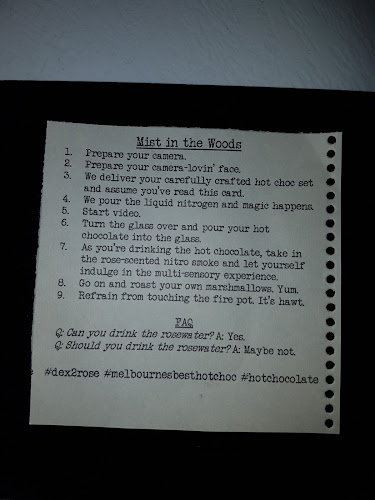 Mist in the Woods
1. Prepare your camera.
2. Prepare your camera-lovin' face.
3. We deliver your carefully crafted hot choc set
and assume you've read this card.
4. We pour the liquid nitrogen and magic happens.
5. Start video.
6. Turn the glass over and pour your hot
chocolate into the glass.
7. As you're drinking the hot chocolate, take in
the rose-scented nitro smoke and let yourself
indulge in the multi-sensory experience.
8. Go on and roast your own marshmallows. Yum.
9. Refrain from touching the fire pot. It's hawt.
FAQ
Q: Can you drink the rosewater? A: Yes.
Q: Should you drink the rosewater? A: Maybe not.
#dex2rose #melbournesbesthotchoc #hotchocolate